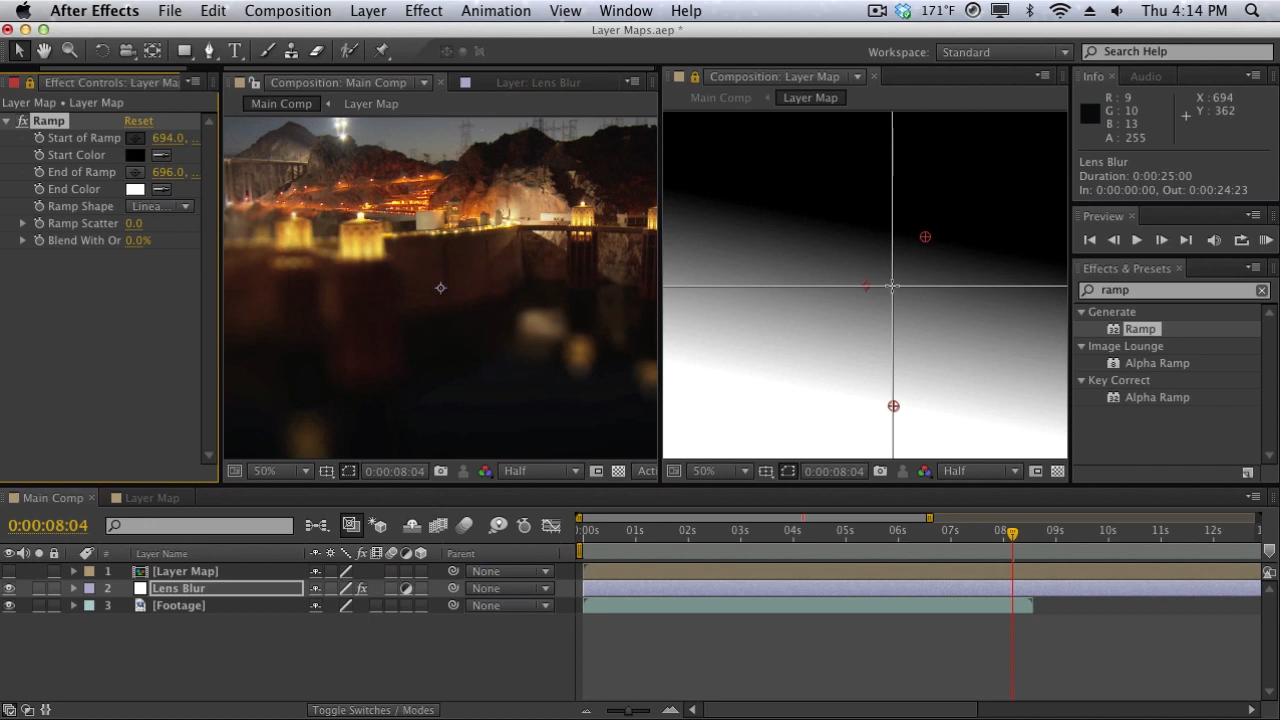 After Effects File Edit Composition Layer Effect Animation View Window Help 171°F Thu 4:14 PM
Layer Maps.aep *
Workspace: Standard Search Help
Effect Controls: Layer Ma
Composition: Main Comp
Layer: Lens Blur
Composition: Layer Map
Info Audio
Layer Map • Layer Map
Main Comp Layer Map
Main Comp Layer Map
R : 9
G : 10
B : 13
A : 255
X : 694
Y : 362
fx Ramp Reset
Start of Ramp 694.0, ..
Start Color
End of Ramp 696.0, ...
End Color
Ramp Shape Linea...
Ramp Scatter 0.0
Blend With Or 0.0%
Lens Blur
Duration: 0:00:25:00
In: 0:00:00:00, Out: 0:00:24:23
Preview
Effects & Presets
ramp
Generate
32 Ramp
Image Lounge
8 Alpha Ramp
Key Correct
32 Alpha Ramp
50% 0:00:08:04 Half Acti
50% 0:00:08:04 Half
Main Comp Layer Map
0:00:08:04
):00s 01s 02s 03s 04s 05s 06s 07s 08s 09s 10s 11s 12s
# Layer Name fx Parent
1 [Layer Map] None
2 Lens Blur fx None
3 [Footage] None
Toggle Switches / Modes